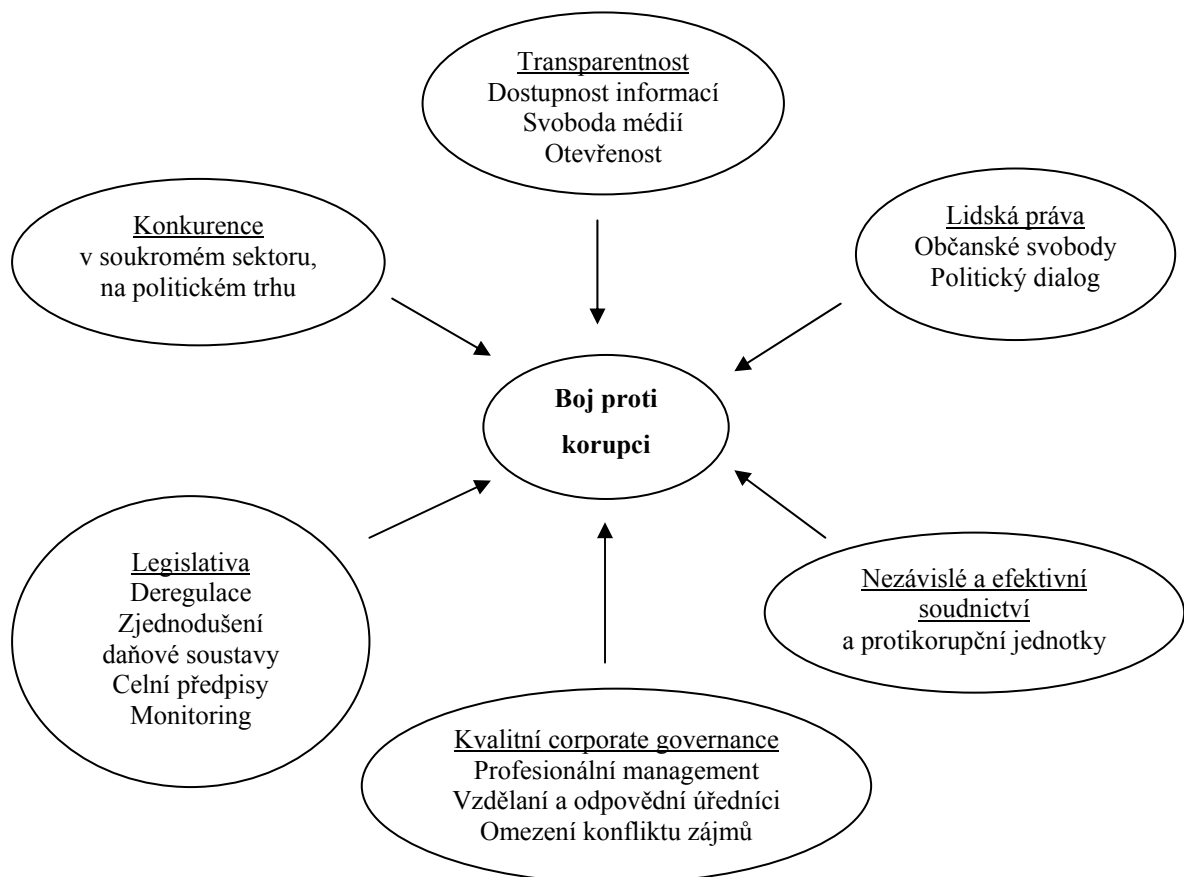 Transparentnost
Dostupnost informací
Svoboda médií
Otevřenost
Konkurence
v soukromém sektoru,
na politickém trhu
Lidská práva
Občanské svobody
Politický dialog
Boj proti
korupci
Legislativa
Deregulace
Zjednodušení
daňové soustavy
Celní předpisy
Monitoring
Nezávislé a efektivní
soudnictví
a protikorupční jednotky
Kvalitní corporate governance
Profesionální management
Vzdělaní a odpovědní úředníci
Omezení konfliktu zájmů